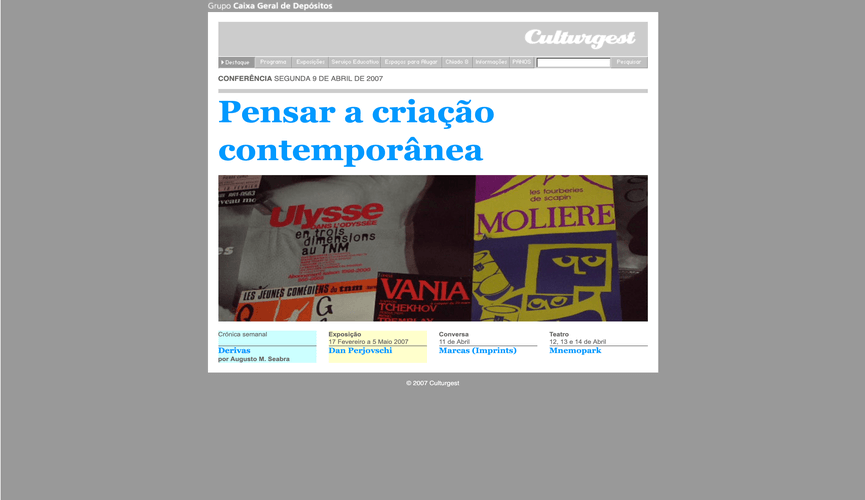 Grupo Caixa Geral de Depósitos
Culturgest
Destaque Programa Exposições Serviço Educativo Espaços para Alugar Chiado 8 Informações PANOS Pesquisar
CONFERÊNCIA SEGUNDA 9 DE ABRIL DE 2007
Pensar a criação
contemporânea
Ulysse
DANS L'ODYSSÉE
en trois
dimensions
au TNM
LES JEUNES COMÉDIENS du tnm
VANIA
TCHEKHOV
TREMBLAY
les fourberies
de scapin
MOLIERE
Crónica semanal
Derivas
por Augusto M. Seabra
Exposição
17 Fevereiro a 5 Maio 2007
Dan Perjovschi
Conversa
11 de Abril
Marcas (Imprints)
Teatro
12, 13 e 14 de Abril
Mnemopark
© 2007 Culturgest